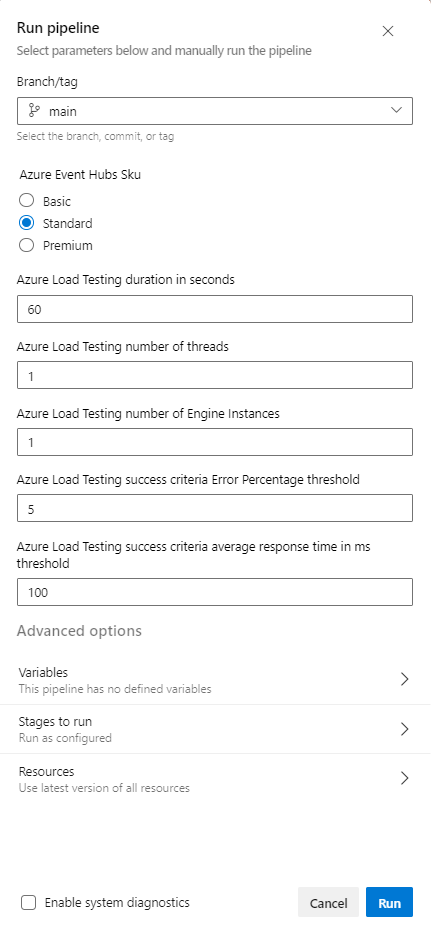 Run pipeline
Select parameters below and manually run the pipeline
Branch/tag
main
Select the branch, commit, or tag
Azure Event Hubs Sku
Basic
Standard
Premium
Azure Load Testing duration in seconds
60
Azure Load Testing number of threads
1
Azure Load Testing number of Engine Instances
1
Azure Load Testing success criteria Error Percentage threshold
5
Azure Load Testing success criteria average response time in ms
threshold
100
Advanced options
Variables
This pipeline has no defined variables
Stages to run
Run as configured
Resources
Use latest version of all resources
Enable system diagnostics
Cancel
Run